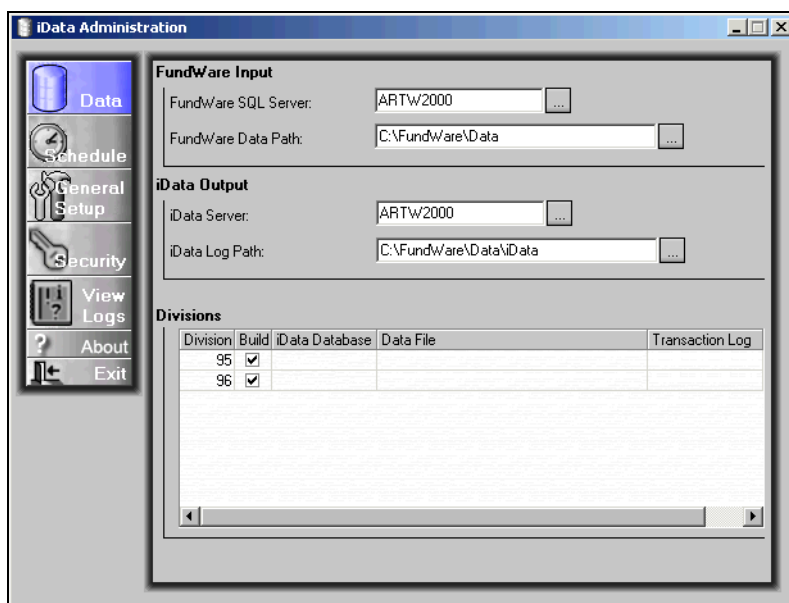 iData Administration
Data
Schedule
General
Setup
Security
View
Logs
About
Exit
FundWare Input
FundWare SQL Server:
ARTW2000
...
FundWare Data Path:
C:\FundWare\Data
...
iData Output
iData Server:
ARTW2000
...
iData Log Path:
C:\FundWare\Data\iData
...
Divisions
Division Build iData Database Data File Transaction Log
95
96